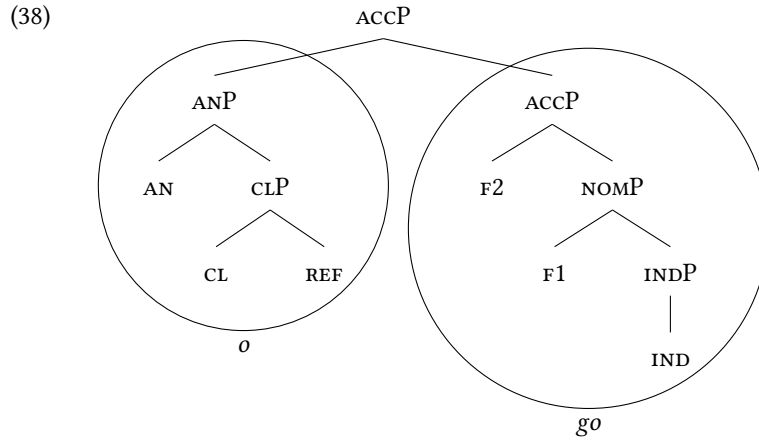 (38) ACCP
ANP ACCP
AN CLP F2 NOMP
CL REF F1 INDP
o IND
go